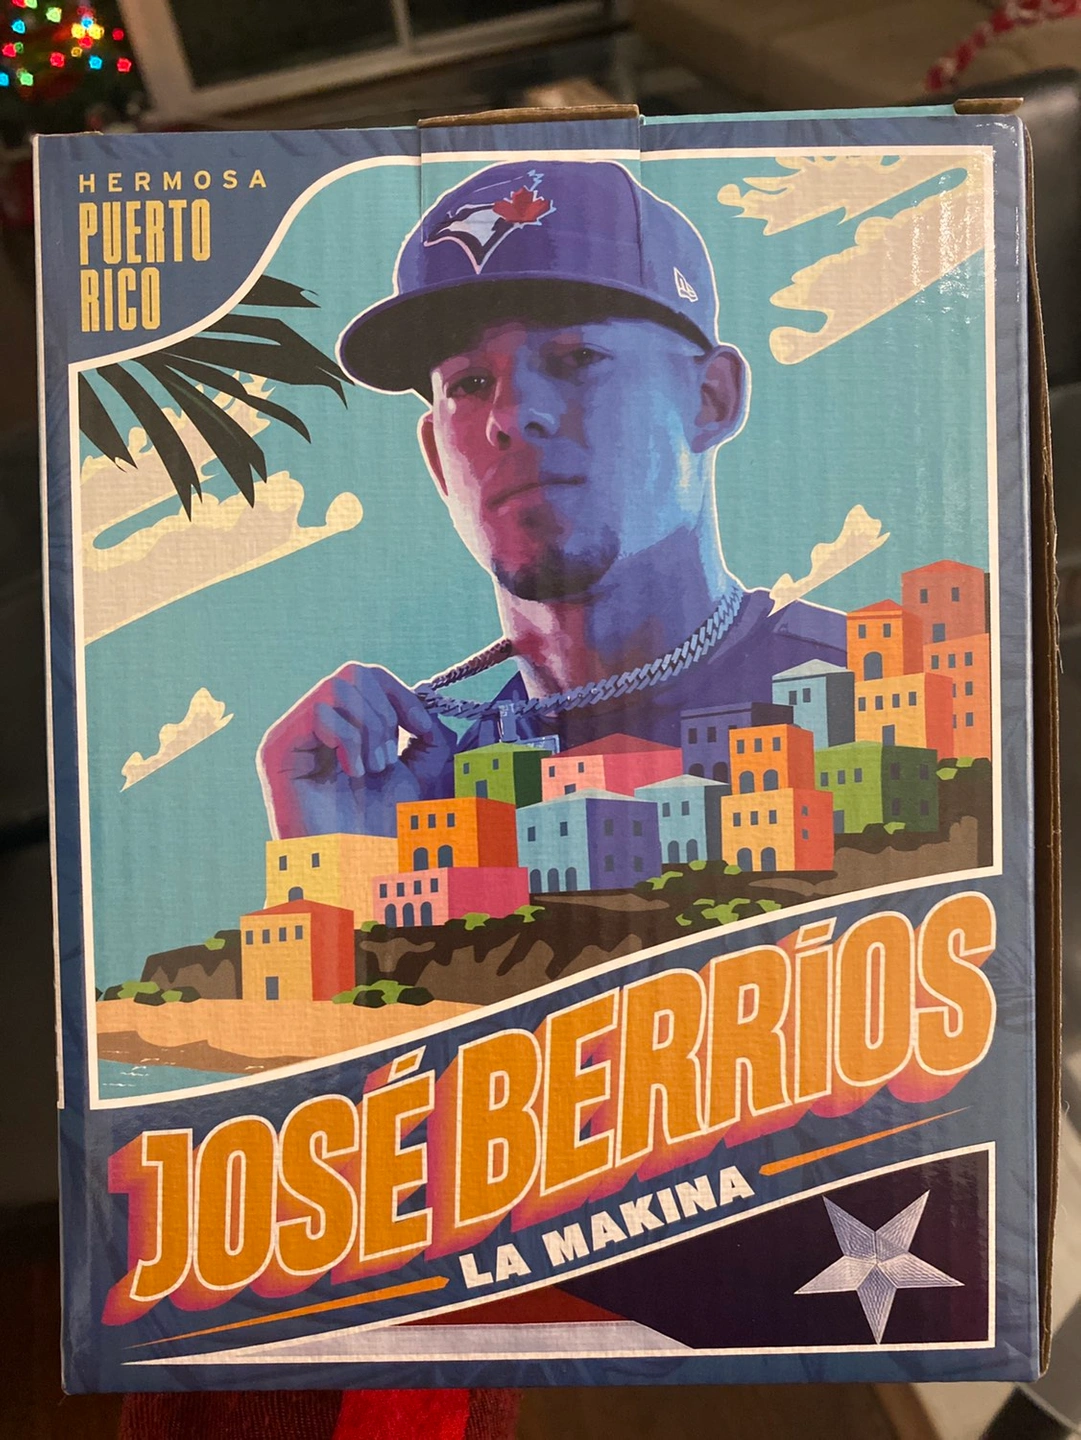 HERMOSA
PUERTO
RICO
JOSÉ BERRÍOS
LA MAKINA